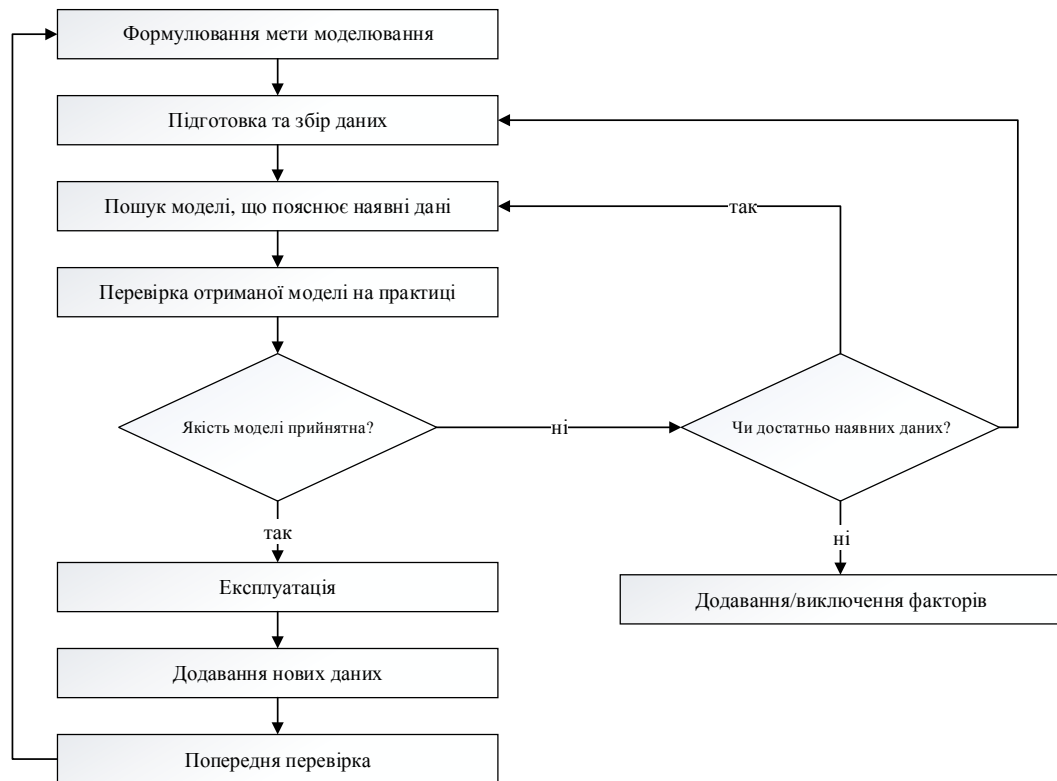 Формулювання мети моделювання
Підготовка та збір даних
Пошук моделі, що пояснює наявні дані
так
Перевірка отриманої моделі на практиці
Якість моделі прийнятна?
ні
Чи достатньо наявних даних?
так
ні
Експлуатація
Додавання/виключення факторів
Додавання нових даних
Попередня перевірка